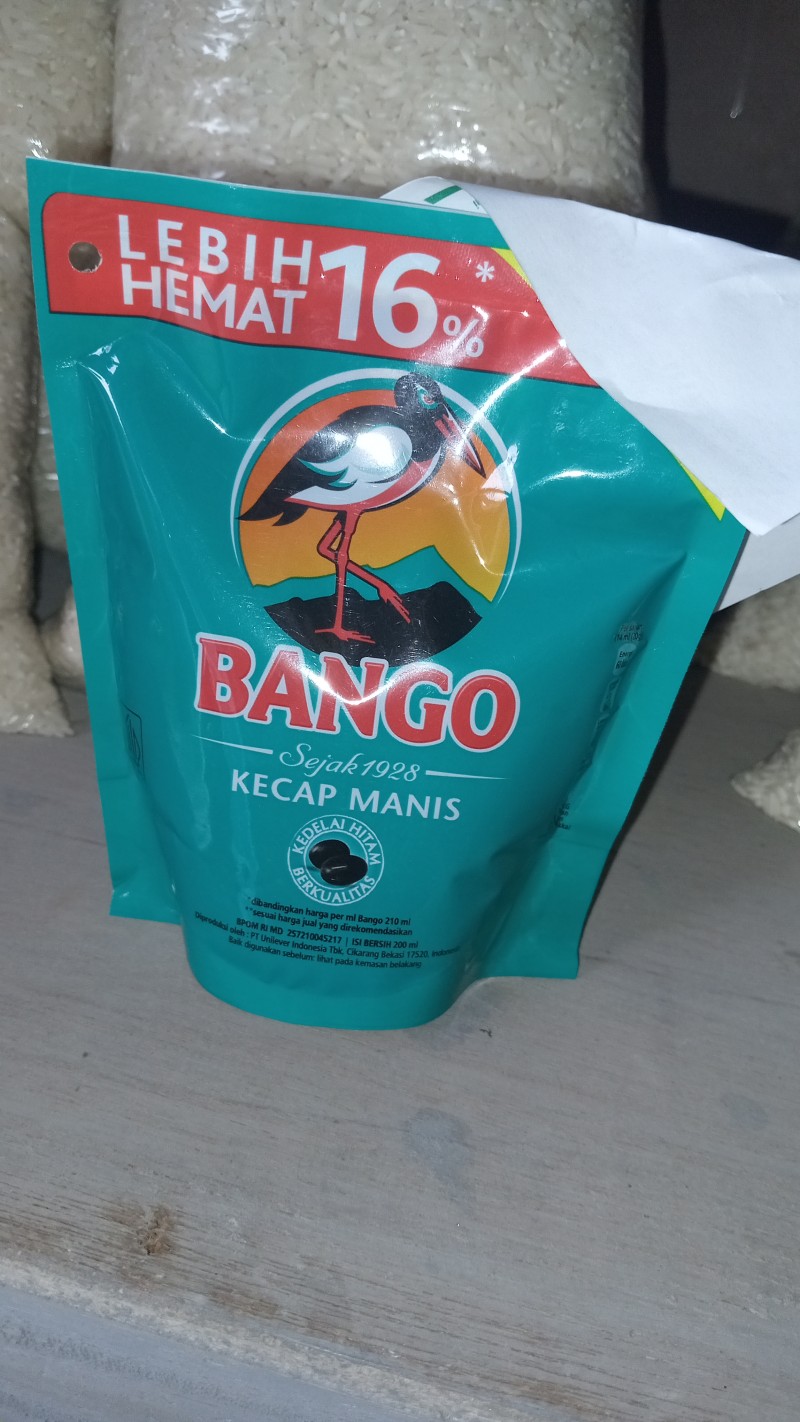 LEBIH
HEMAT 16%*
BANGO
Sejak 1928
KECAP MANIS
KEDELAI HITAM
BERKUALITAS
*dibandingkan harga per ml Bango 210 ml
**sesuai harga jual yang direkomendasikan
BPOM RI MD 257210045217 | ISI BERSIH 200 ml
Diproduksi oleh : PT Unilever Indonesia Tbk, Cikarang Bekasi 17520, Indonesia
Baik digunakan sebelum: lihat pada kemasan belakang